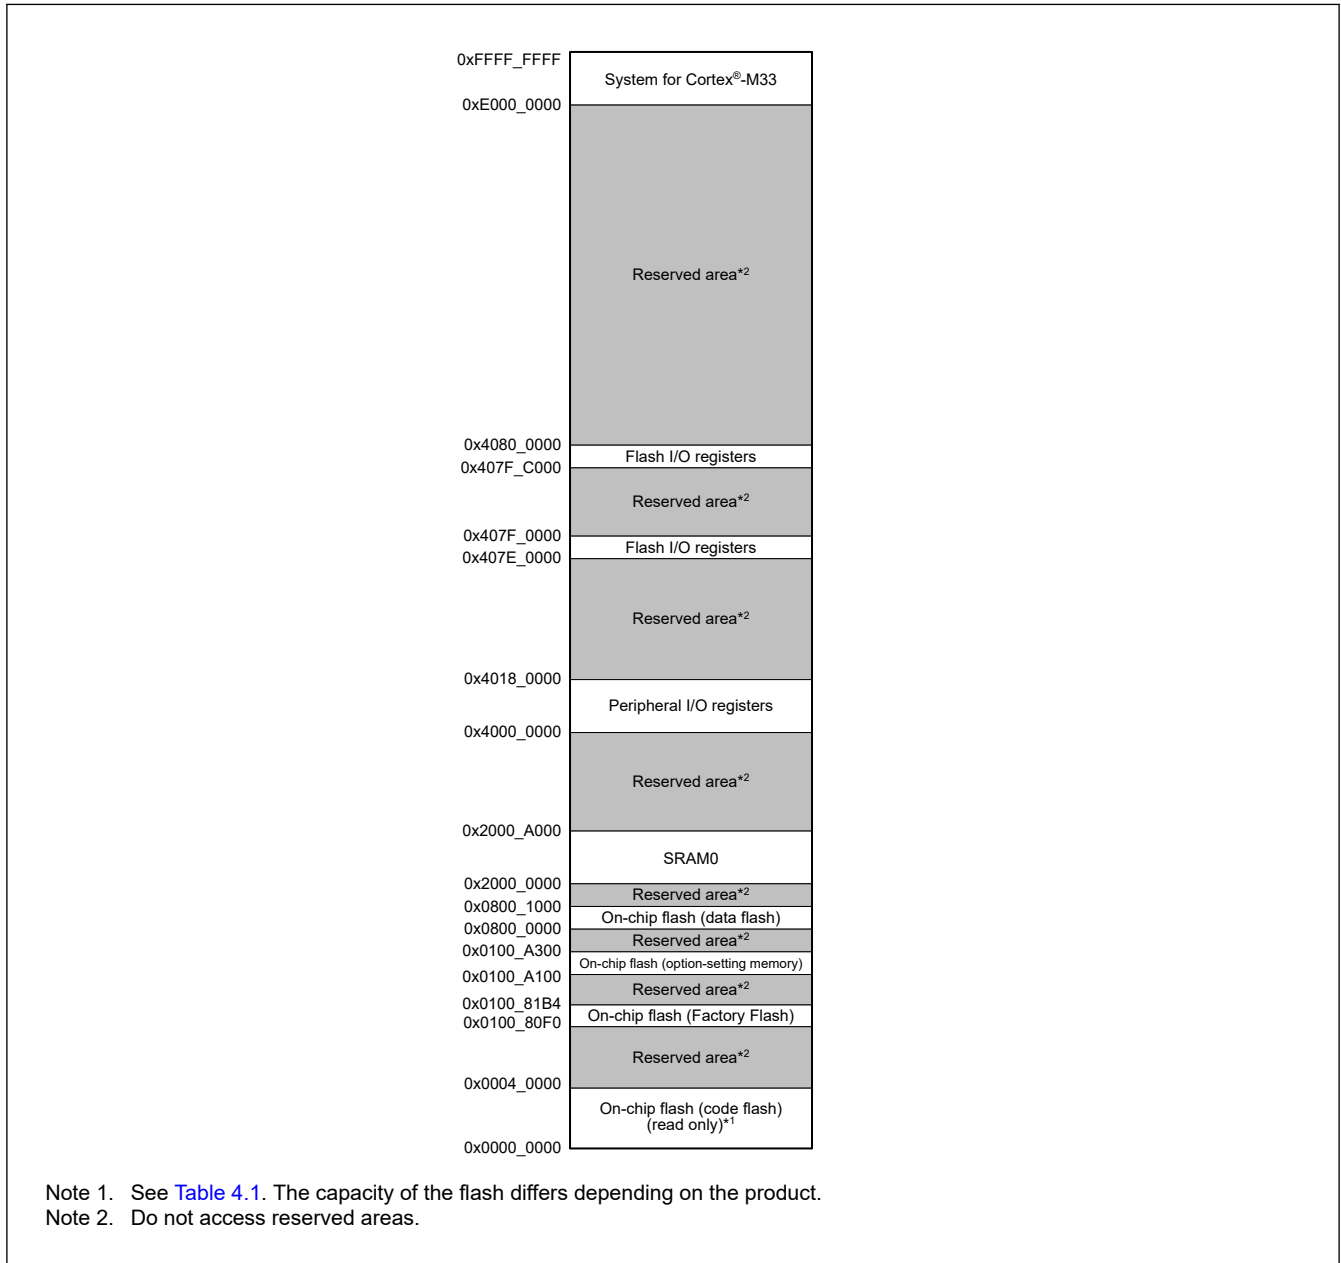 0xFFFF_FFFF
System for Cortex®-M33
0xE000_0000
Reserved area*2
0x4080_0000
Flash I/O registers
0x407F_C000
Reserved area*2
0x407F_0000
Flash I/O registers
0x407E_0000
Reserved area*2
0x4018_0000
Peripheral I/O registers
0x4000_0000
Reserved area*2
0x2000_A000
SRAM0
0x2000_0000
Reserved area*2
0x0800_1000
On-chip flash (data flash)
0x0800_0000
Reserved area*2
0x0100_A300
On-chip flash (option-setting memory)
0x0100_A100
Reserved area*2
0x0100_81B4
On-chip flash (Factory Flash)
0x0100_80F0
Reserved area*2
0x0004_0000
On-chip flash (code flash)
(read only)*1
0x0000_0000
Note 1. See Table 4.1. The capacity of the flash differs depending on the product.
Note 2. Do not access reserved areas.